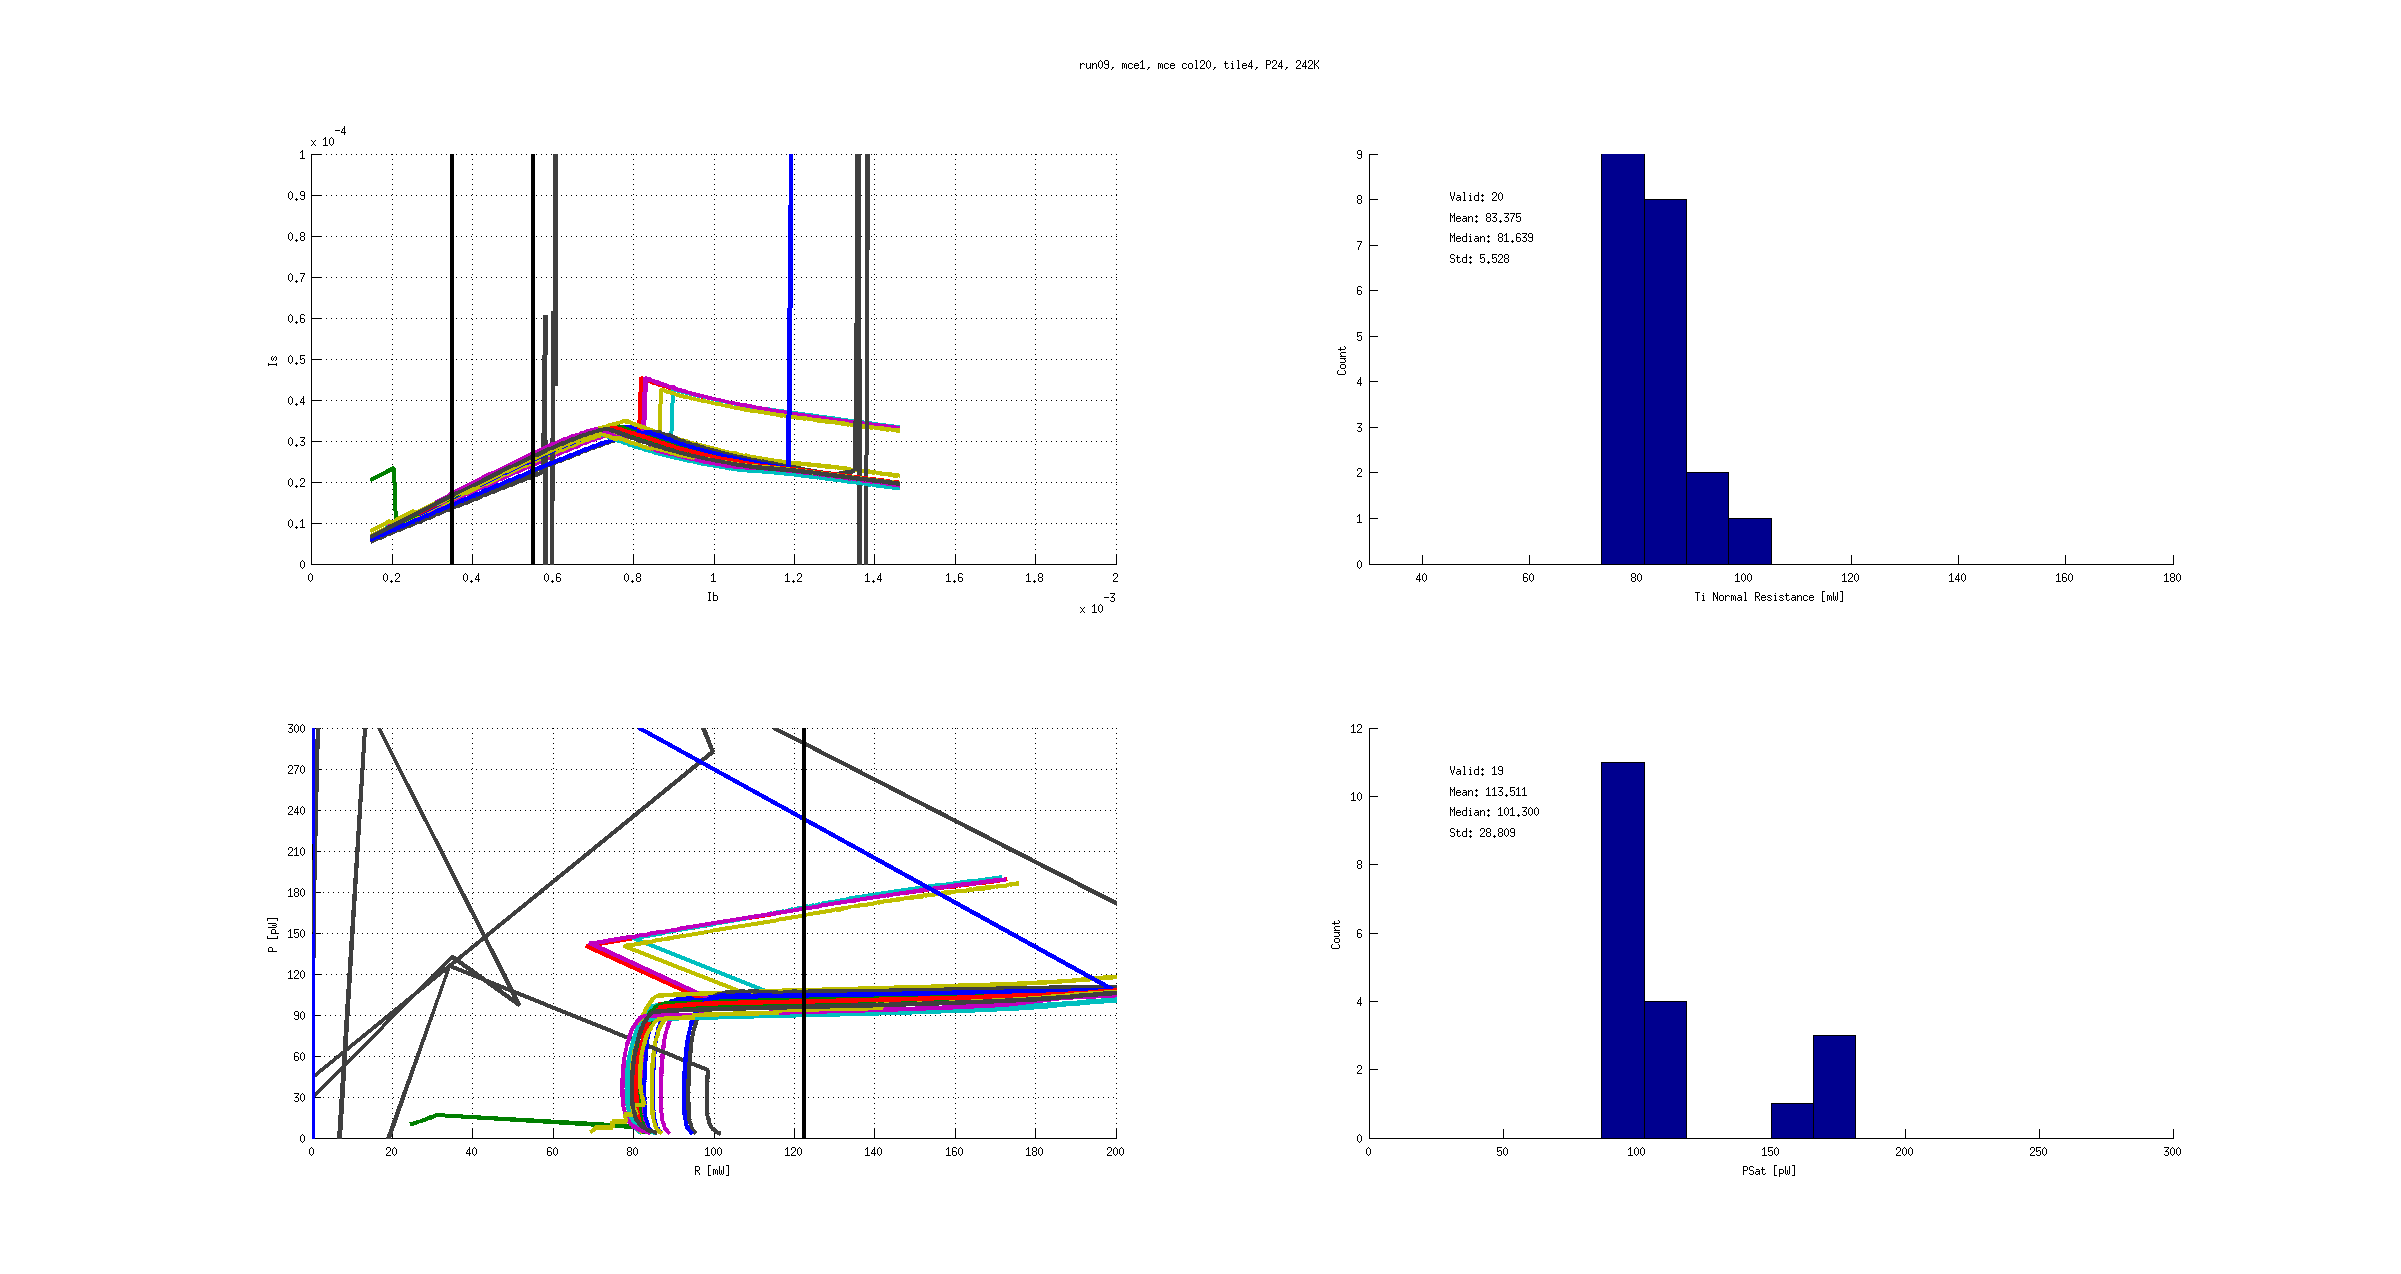 run09, mce1, mce col20, tile4, P24, 242K
x 10^-4
1
0.9
0.8
0.7
0.6
0.5
0.4
0.3
0.2
0.1
0
Is
0 0.2 0.4 0.6 0.8 1 1.2 1.4 1.6 1.8 2
Ib
x 10^-3
9
8
7
6
5
4
3
2
1
0
Count
Valid: 20
Mean: 83.375
Median: 81.639
Std: 5.528
40 60 80 100 120 140 160 180
Ti Normal Resistance [mW]
300
270
240
210
180
150
120
90
60
30
0
P [pW]
0 20 40 60 80 100 120 140 160 180 200
R [mW]
12
10
8
6
4
2
0
Count
Valid: 19
Mean: 113.511
Median: 101.300
Std: 28.809
0 50 100 150 200 250 300
PSat [pW]